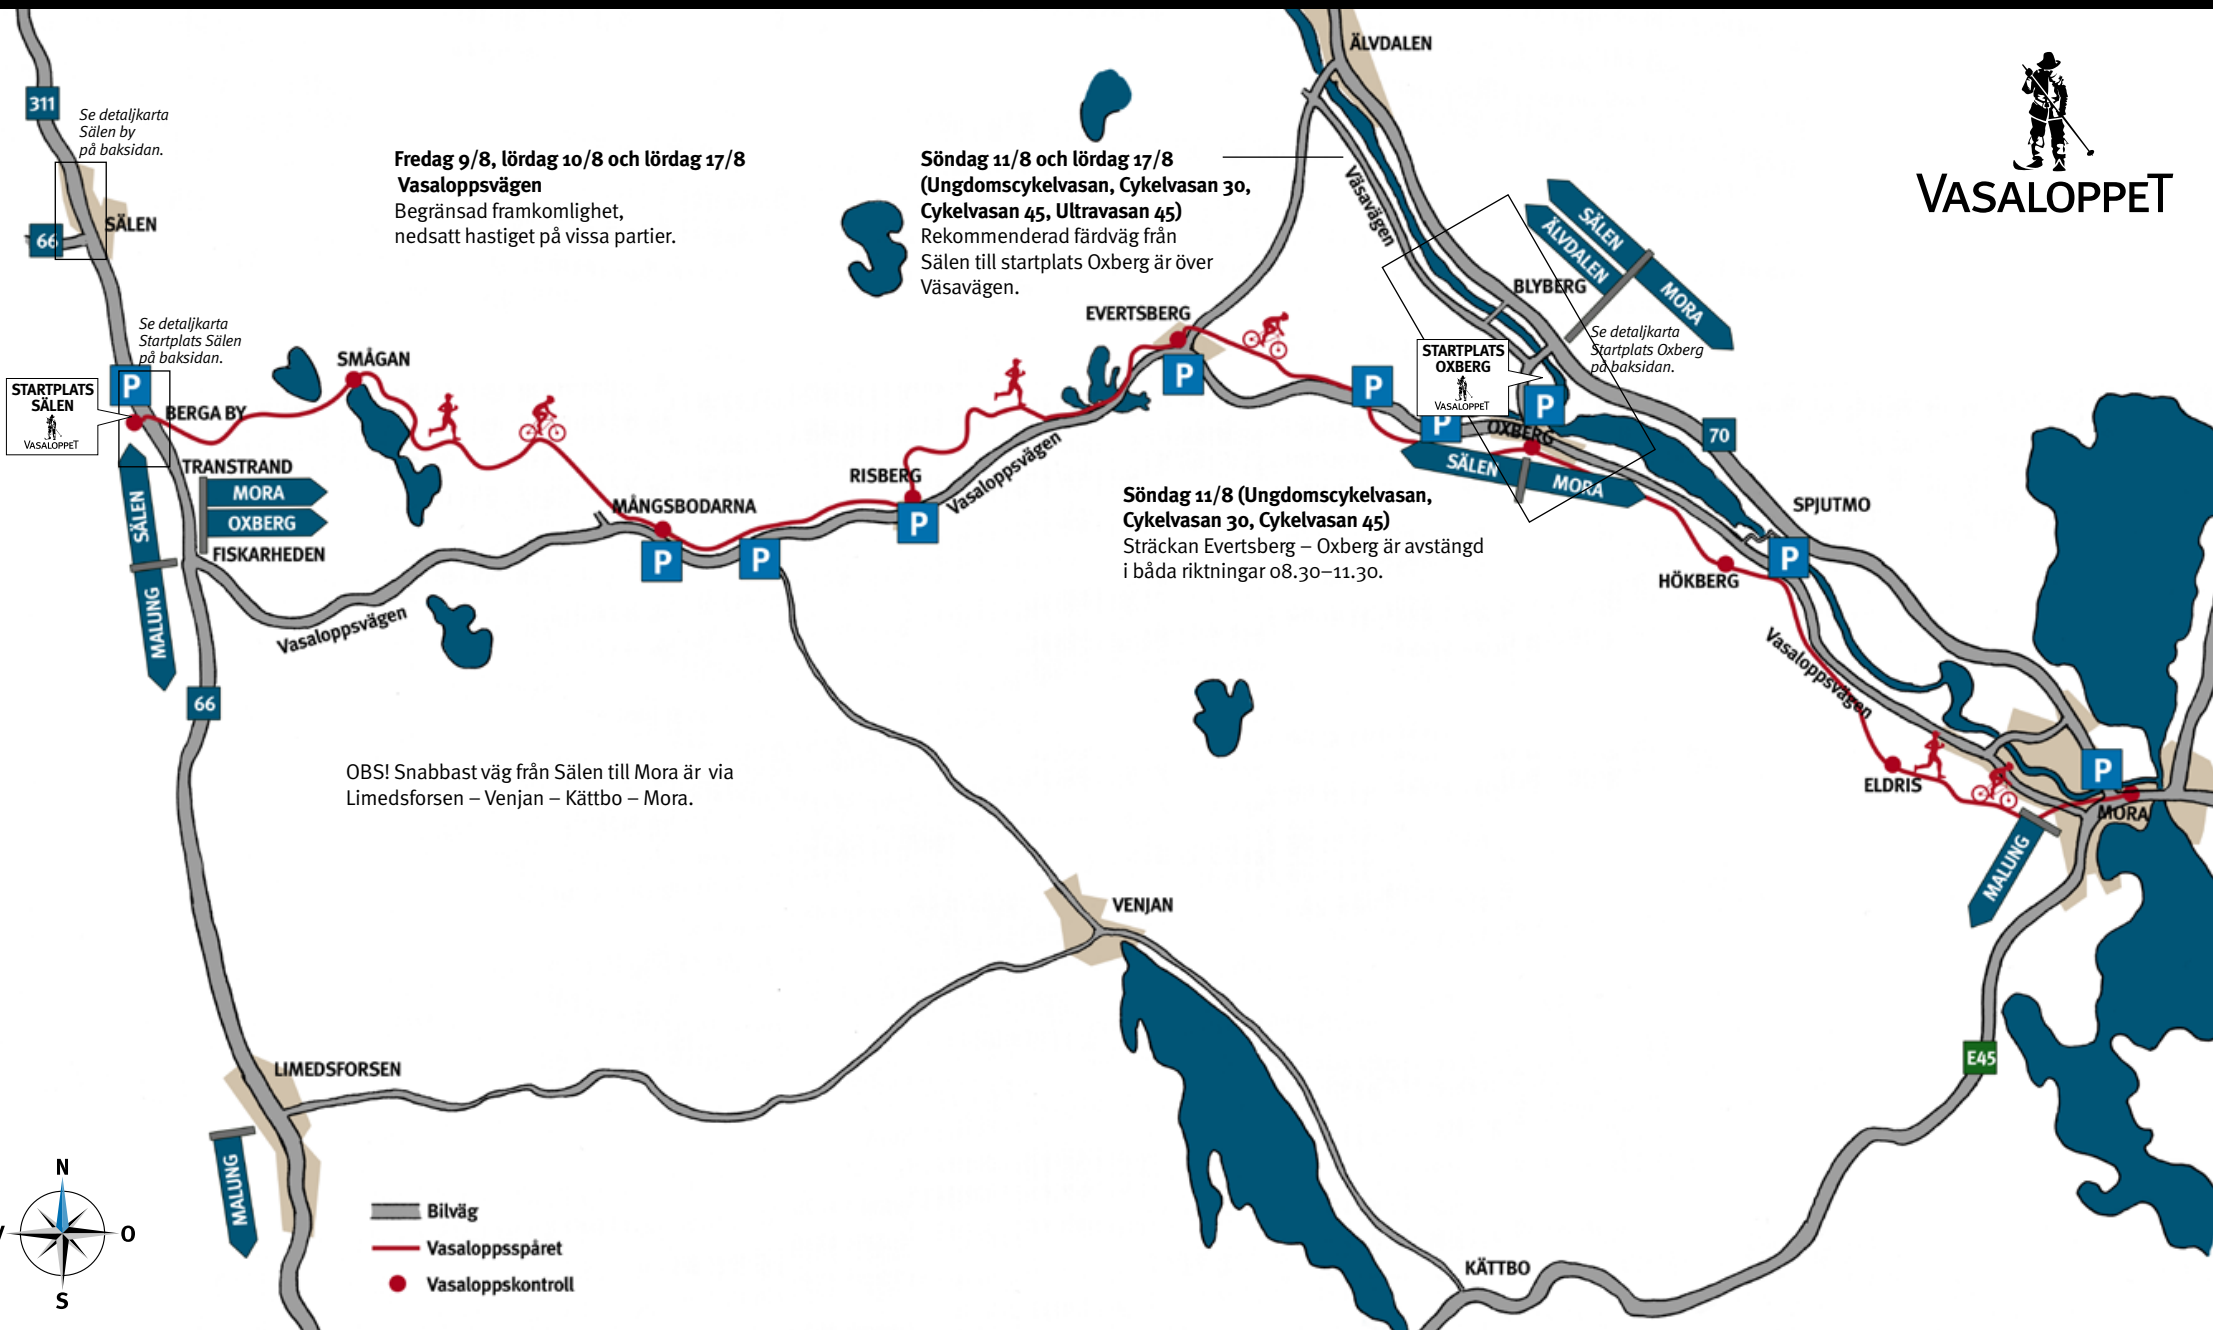 ÄLVDALEN
311
Se detaljkarta
Sälen by
på baksidan.
VASALOPPET
Fredag 9/8, lördag 10/8 och lördag 17/8
Vasaloppsvägen
Begränsad framkomlighet,
nedsatt hastiget på vissa partier.
Söndag 11/8 och lördag 17/8
(Ungdomscykelvasan, Cykelvasan 30,
Cykelvasan 45, Ultravasan 45)
Rekommenderad färdväg från
Sälen till startplats Oxberg är över
Väsavägen.
Väsavägen
SÄLEN
ÄLVDALEN
MORA
SÄLEN
66
BLYBERG
EVERTSBERG
Se detaljkarta
Startplats Sälen
på baksidan.
Se detaljkarta
Startplats Oxberg
på baksidan.
STARTPLATS
OXBERG
VASALOPPET
SMÅGAN
P
P
P
P
P
STARTPLATS
SÄLEN
VASALOPPET
BERGA BY
OXBERG
70
SÄLEN
MORA
TRANSTRAND
MORA
OXBERG
FISKARHEDEN
SÄLEN
MALUNG
RISBERG
Vasaloppsvägen
MÅNGSBODARNA
P
P
P
Söndag 11/8 (Ungdomscykelvasan,
Cykelvasan 30, Cykelvasan 45)
Sträckan Evertsberg – Oxberg är avstängd
i båda riktningar 08.30–11.30.
SPJUTMO
P
HÖKBERG
Vasaloppsvägen
Vasaloppsvägen
66
OBS! Snabbast väg från Sälen till Mora är via
Limedsforsen – Venjan – Kättbo – Mora.
ELDRIS
P
MORA
MALUNG
VENJAN
LIMEDSFORSEN
E45
MALUNG
N
O
S
Bilväg
Vasaloppsspåret
Vasaloppskontroll
KÄTTBO